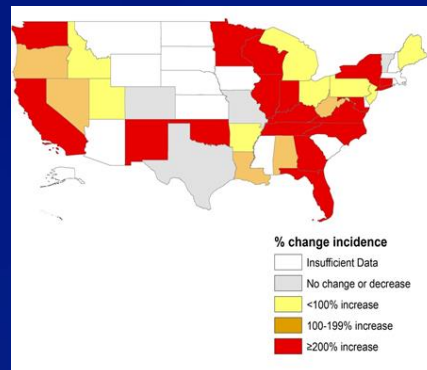 % change incidence
Insufficient Data
No change or decrease
<100% increase
100-199% increase
≥200% increase